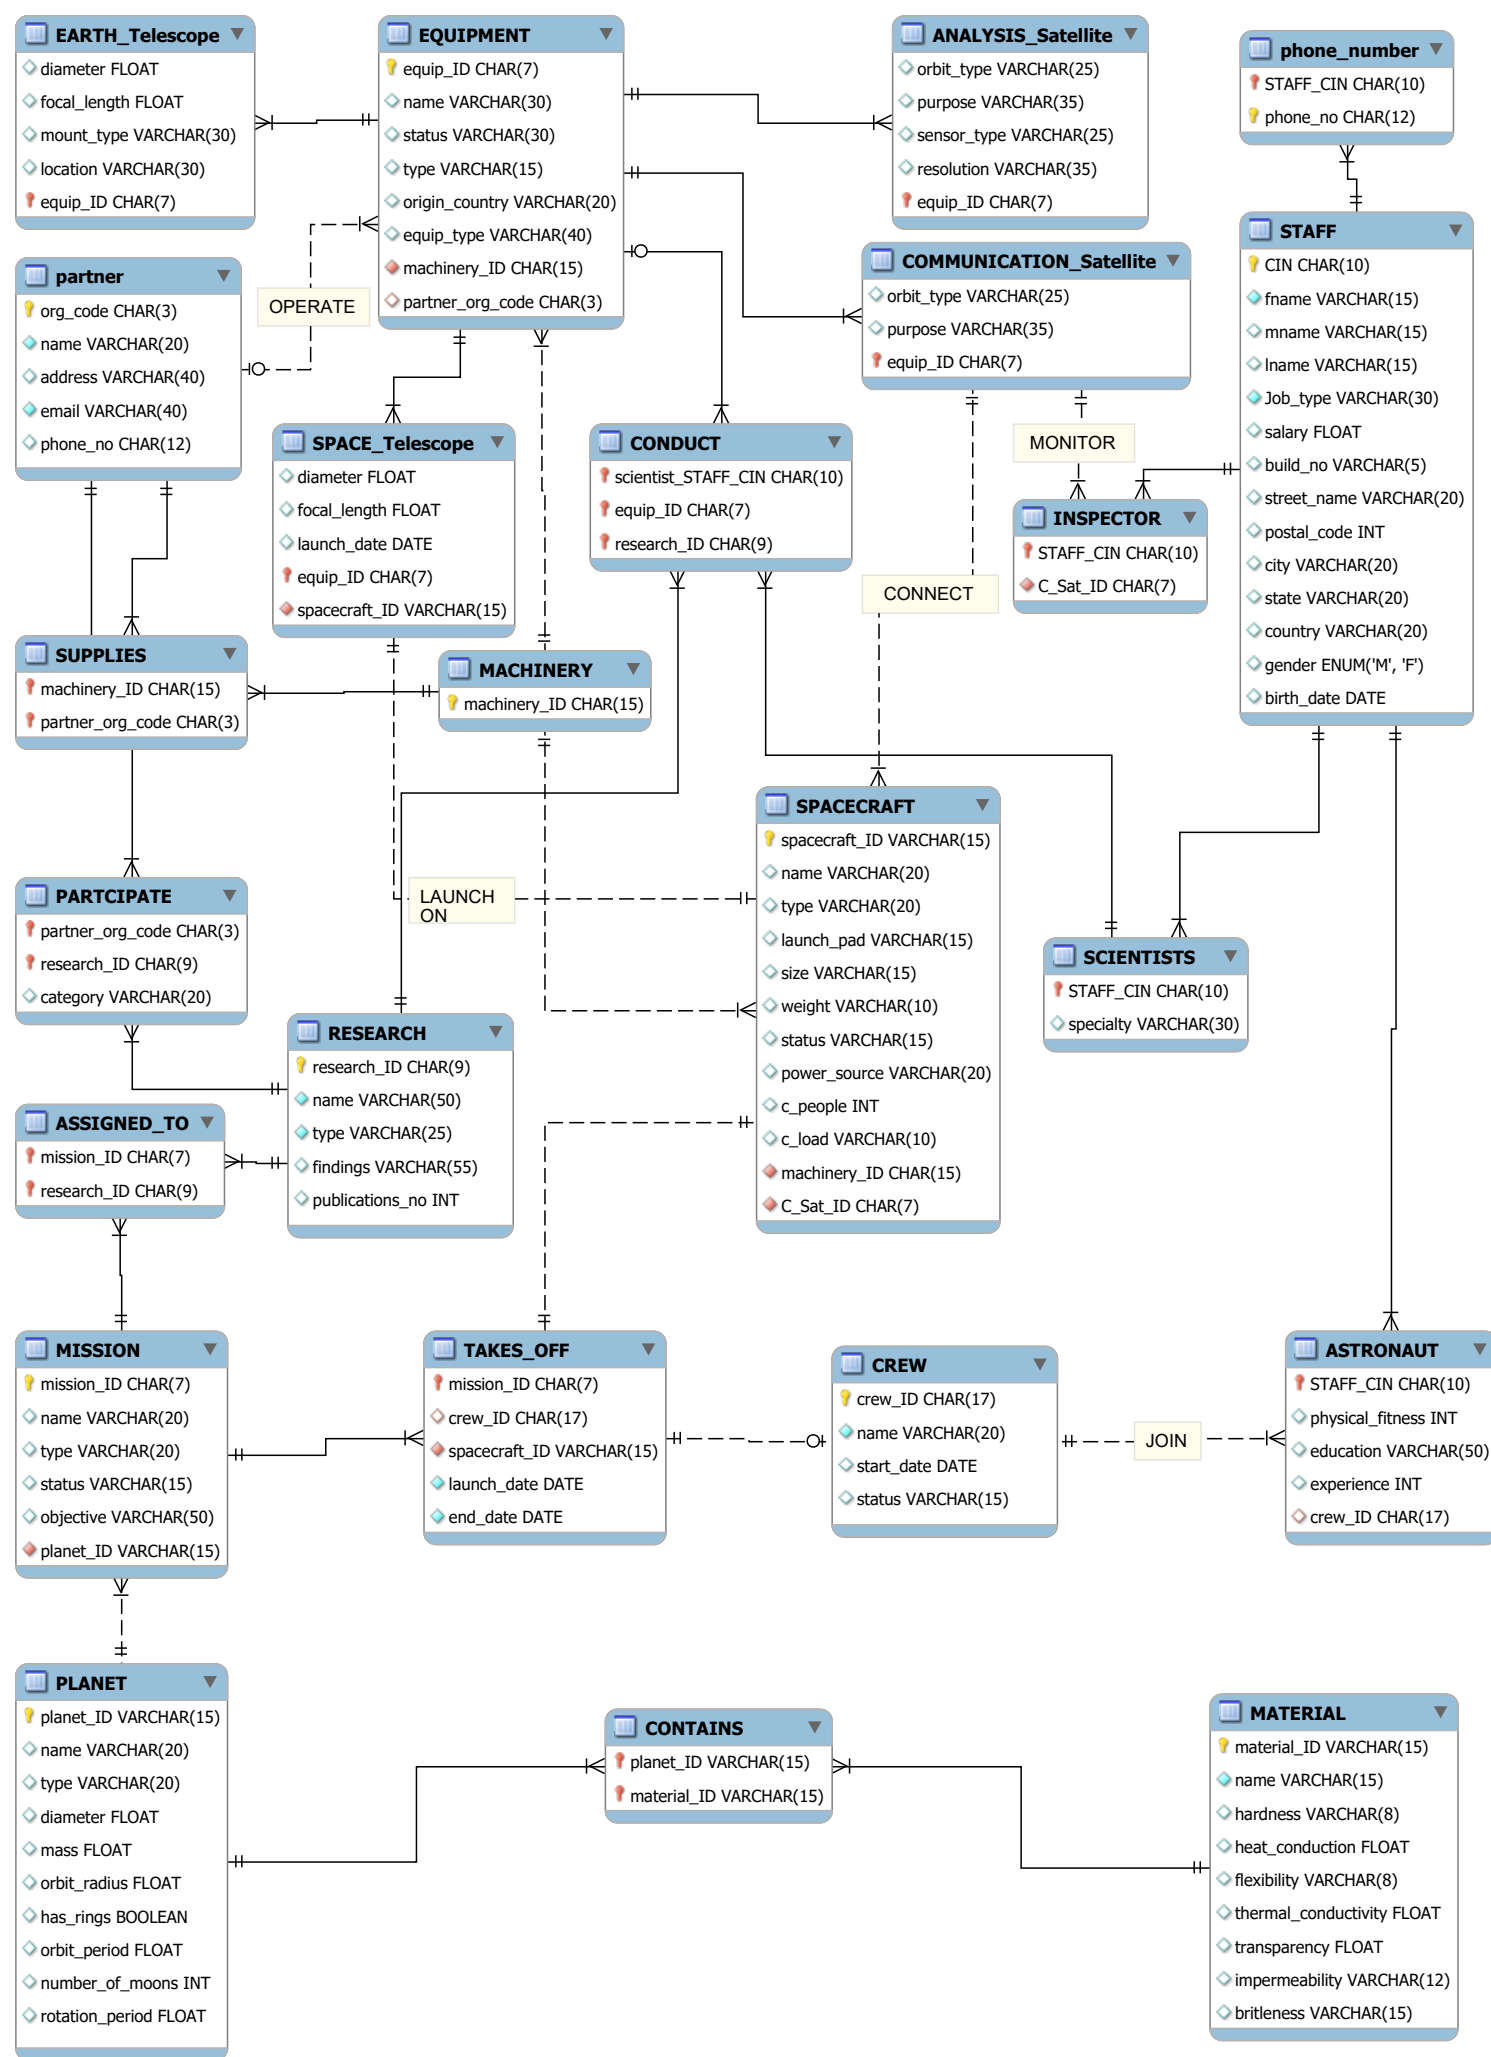 EARTH_Telescope
diameter FLOAT
focal_length FLOAT
mount_type VARCHAR(30)
location VARCHAR(30)
equip_ID CHAR(7)
EQUIPMENT
equip_ID CHAR(7)
name VARCHAR(30)
status VARCHAR(30)
type VARCHAR(15)
origin_country VARCHAR(20)
equip_type VARCHAR(40)
machinery_ID CHAR(15)
partner_org_code CHAR(3)
ANALYSIS_Satellite
orbit_type VARCHAR(25)
purpose VARCHAR(35)
sensor_type VARCHAR(25)
resolution VARCHAR(35)
equip_ID CHAR(7)
phone_number
STAFF_CIN CHAR(10)
phone_no CHAR(12)
partner
org_code CHAR(3)
name VARCHAR(20)
address VARCHAR(40)
email VARCHAR(40)
phone_no CHAR(12)
OPERATE
COMMUNICATION_Satellite
orbit_type VARCHAR(25)
purpose VARCHAR(35)
equip_ID CHAR(7)
STAFF
CIN CHAR(10)
fname VARCHAR(15)
mname VARCHAR(15)
lname VARCHAR(15)
Job_type VARCHAR(30)
salary FLOAT
build_no VARCHAR(5)
street_name VARCHAR(20)
postal_code INT
city VARCHAR(20)
state VARCHAR(20)
country VARCHAR(20)
gender ENUM('M', 'F')
birth_date DATE
SPACE_Telescope
diameter FLOAT
focal_length FLOAT
launch_date DATE
equip_ID CHAR(7)
spacecraft_ID VARCHAR(15)
CONDUCT
scientist_STAFF_CIN CHAR(10)
equip_ID CHAR(7)
research_ID CHAR(9)
MONITOR
INSPECTOR
STAFF_CIN CHAR(10)
C_Sat_ID CHAR(7)
CONNECT
SUPPLIES
machinery_ID CHAR(15)
partner_org_code CHAR(3)
MACHINERY
machinery_ID CHAR(15)
SPACECRAFT
spacecraft_ID VARCHAR(15)
name VARCHAR(20)
type VARCHAR(20)
launch_pad VARCHAR(15)
size VARCHAR(15)
weight VARCHAR(10)
status VARCHAR(15)
power_source VARCHAR(20)
c_people INT
c_load VARCHAR(10)
machinery_ID CHAR(15)
C_Sat_ID CHAR(7)
LAUNCH
ON
PARTCIPATE
partner_org_code CHAR(3)
research_ID CHAR(9)
category VARCHAR(20)
SCIENTISTS
STAFF_CIN CHAR(10)
specialty VARCHAR(30)
RESEARCH
research_ID CHAR(9)
name VARCHAR(50)
type VARCHAR(25)
findings VARCHAR(55)
publications_no INT
ASSIGNED_TO
mission_ID CHAR(7)
research_ID CHAR(9)
MISSION
mission_ID CHAR(7)
name VARCHAR(20)
type VARCHAR(20)
status VARCHAR(15)
objective VARCHAR(50)
planet_ID VARCHAR(15)
TAKES_OFF
mission_ID CHAR(7)
crew_ID CHAR(17)
spacecraft_ID VARCHAR(15)
launch_date DATE
end_date DATE
CREW
crew_ID CHAR(17)
name VARCHAR(20)
start_date DATE
status VARCHAR(15)
JOIN
ASTRONAUT
STAFF_CIN CHAR(10)
physical_fitness INT
education VARCHAR(50)
experience INT
crew_ID CHAR(17)
PLANET
planet_ID VARCHAR(15)
name VARCHAR(20)
type VARCHAR(20)
diameter FLOAT
mass FLOAT
orbit_radius FLOAT
has_rings BOOLEAN
orbit_period FLOAT
number_of_moons INT
rotation_period FLOAT
CONTAINS
planet_ID VARCHAR(15)
material_ID VARCHAR(15)
MATERIAL
material_ID VARCHAR(15)
name VARCHAR(15)
hardness VARCHAR(8)
heat_conduction FLOAT
flexibility VARCHAR(8)
thermal_conductivity FLOAT
transparency FLOAT
impermeability VARCHAR(12)
britleness VARCHAR(15)